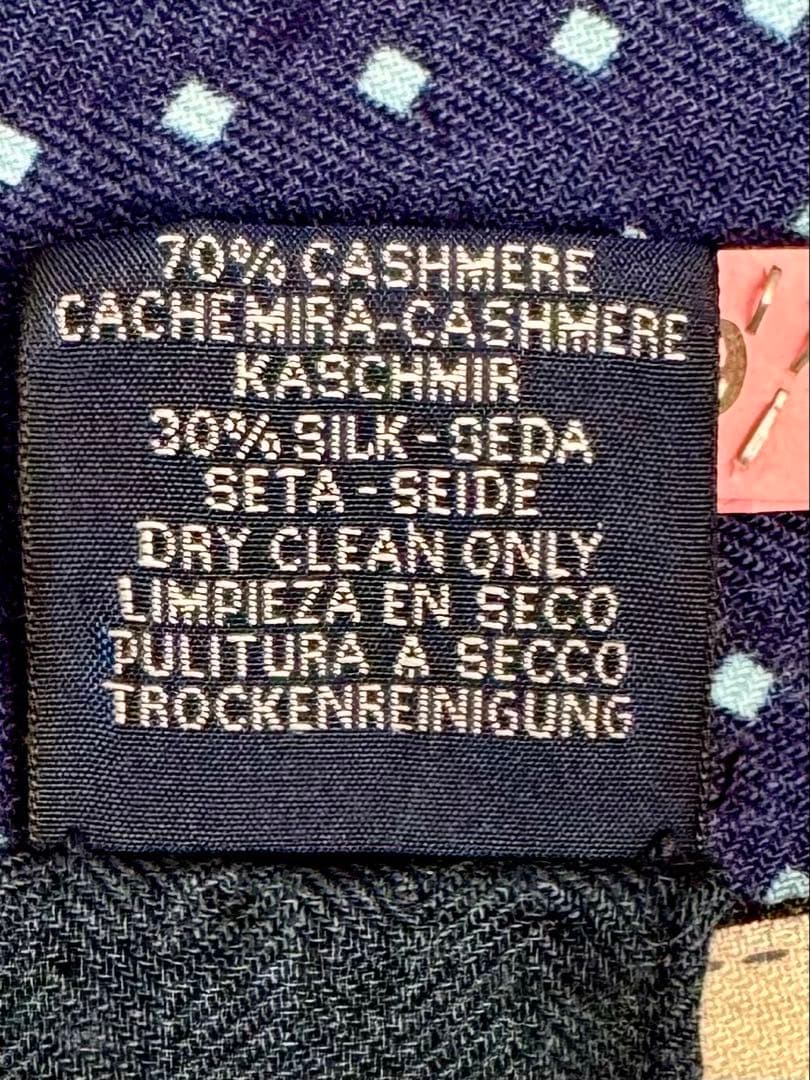 70% CASHMERE
CACHEMIRA-CASHMERE
KASCHMIR
30% SILK - SEDA
SETA - SEIDE
DRY CLEAN ONLY
LIMPIEZA EN SECO
PULITURA A SECCO
TROCKENREINIGUNG